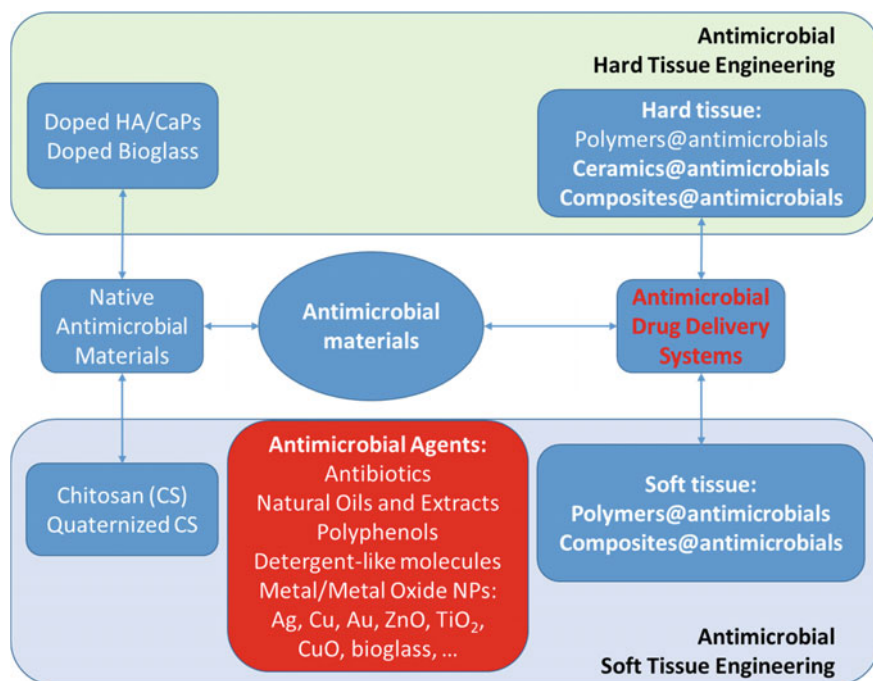 Antimicrobial
Hard Tissue Engineering
Doped HA/CaPs
Doped Bioglass
Hard tissue:
Polymers@antimicrobials
Ceramics@antimicrobials
Composites@antimicrobials
Native
Antimicrobial
Materials
Antimicrobial
materials
Antimicrobial
Drug Delivery
Systems
Chitosan (CS)
Quaternized CS
Antimicrobial Agents:
Antibiotics
Natural Oils and Extracts
Polyphenols
Detergent-like molecules
Metal/Metal Oxide NPs:
Ag, Cu, Au, ZnO, TiO₂,
CuO, bioglass, ...
Soft tissue:
Polymers@antimicrobials
Composites@antimicrobials
Antimicrobial
Soft Tissue Engineering